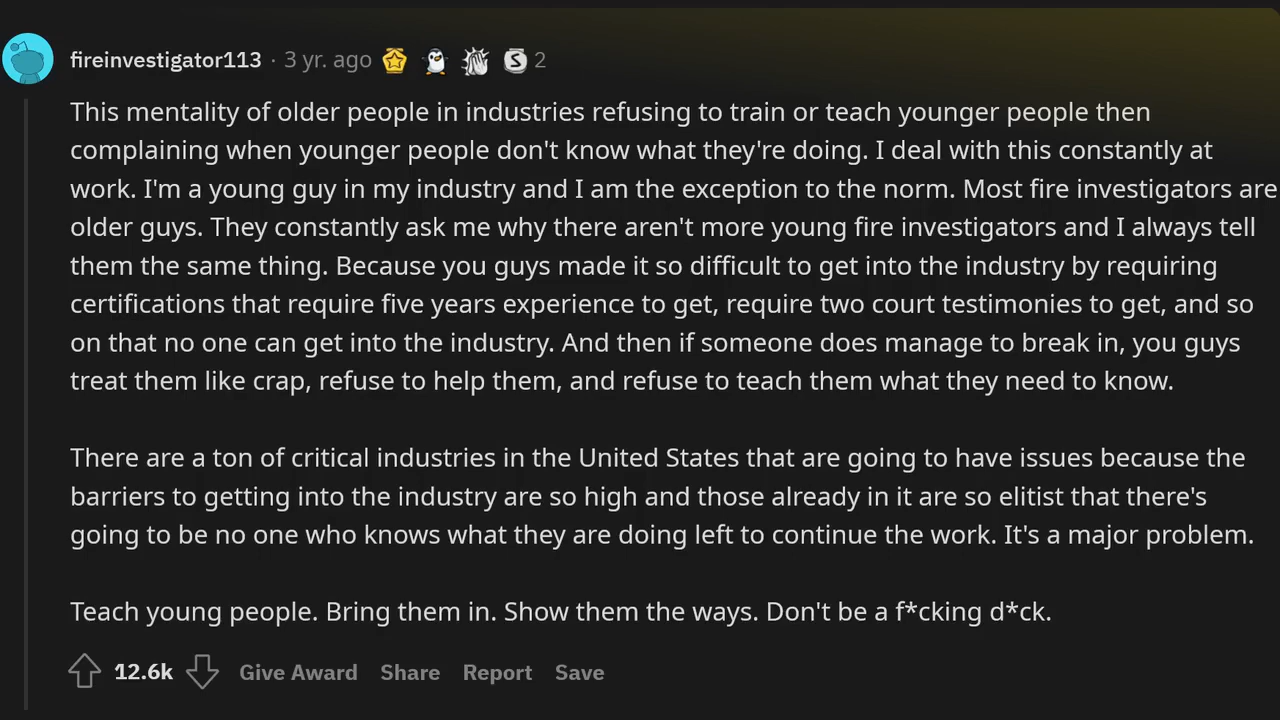 fireinvestigator113 · 3 yr. ago S 2
This mentality of older people in industries refusing to train or teach younger people then
complaining when younger people don't know what they're doing. I deal with this constantly at
work. I'm a young guy in my industry and I am the exception to the norm. Most fire investigators are
older guys. They constantly ask me why there aren't more young fire investigators and I always tell
them the same thing. Because you guys made it so difficult to get into the industry by requiring
certifications that require five years experience to get, require two court testimonies to get, and so
on that no one can get into the industry. And then if someone does manage to break in, you guys
treat them like crap, refuse to help them, and refuse to teach them what they need to know.
There are a ton of critical industries in the United States that are going to have issues because the
barriers to getting into the industry are so high and those already in it are so elitist that there's
going to be no one who knows what they are doing left to continue the work. It's a major problem.
Teach young people. Bring them in. Show them the ways. Don't be a f*cking d*ck.
12.6k Give Award Share Report Save